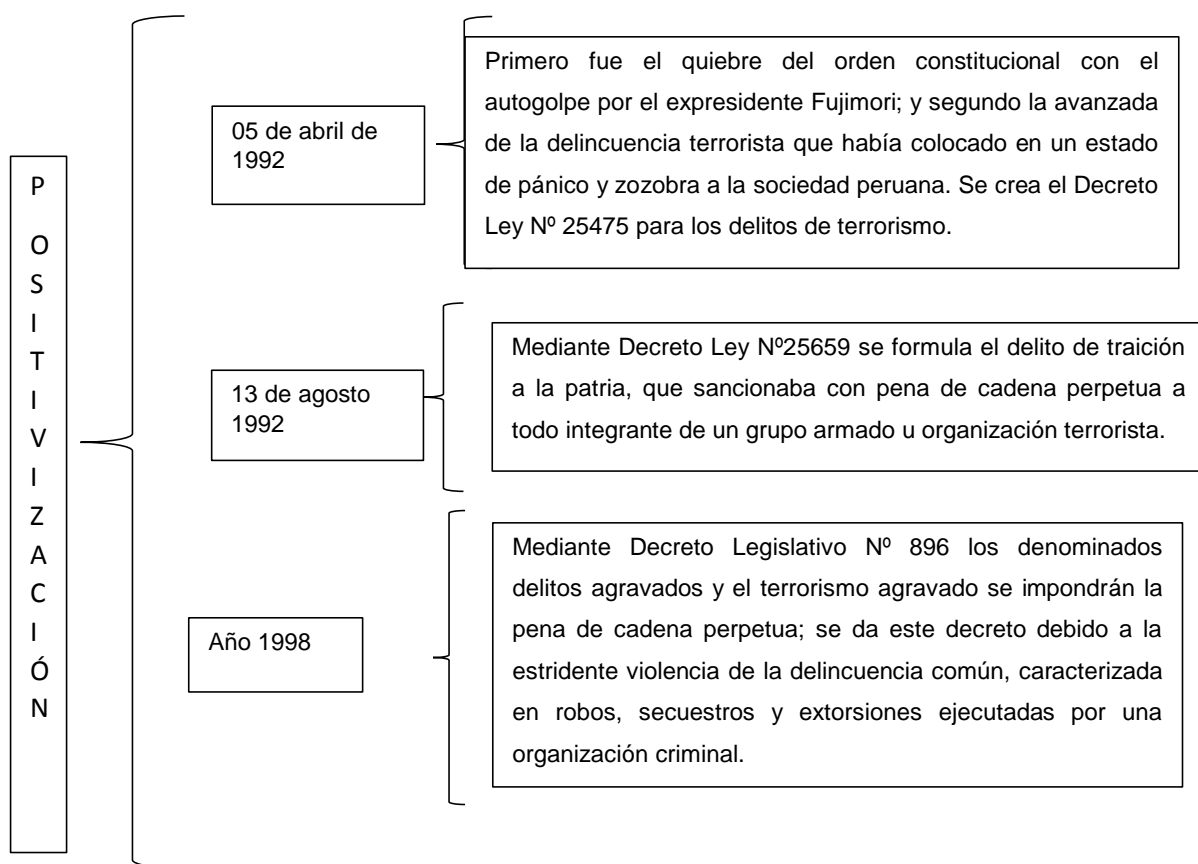 P OSITIVIZACIÓN
05 de abril de
1992
Primero fue el quiebre del orden constitucional con el
autogolpe por el expresidente Fujimori; y segundo la avanzada
de la delincuencia terrorista que había colocado en un estado
de pánico y zozobra a la sociedad peruana. Se crea el Decreto
Ley Nº 25475 para los delitos de terrorismo.
13 de agosto
1992
Mediante Decreto Ley Nº25659 se formula el delito de traición
a la patria, que sancionaba con pena de cadena perpetua a
todo integrante de un grupo armado u organización terrorista.
Año 1998
Mediante Decreto Legislativo Nº 896 los denominados
delitos agravados y el terrorismo agravado se impondrán la
pena de cadena perpetua; se da este decreto debido a la
estridente violencia de la delincuencia común, caracterizada
en robos, secuestros y extorsiones ejecutadas por una
organización criminal.